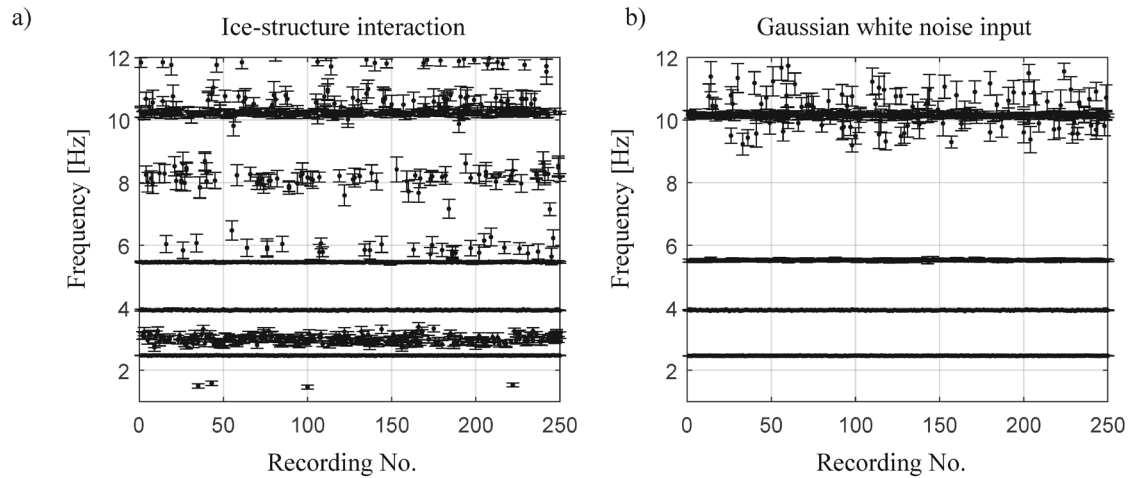 a)
Ice-structure interaction
12
10
8
6
4
2
Frequency [Hz]
0 50 100 150 200 250
Recording No.
b)
Gaussian white noise input
12
10
8
6
4
2
Frequency [Hz]
0 50 100 150 200 250
Recording No.